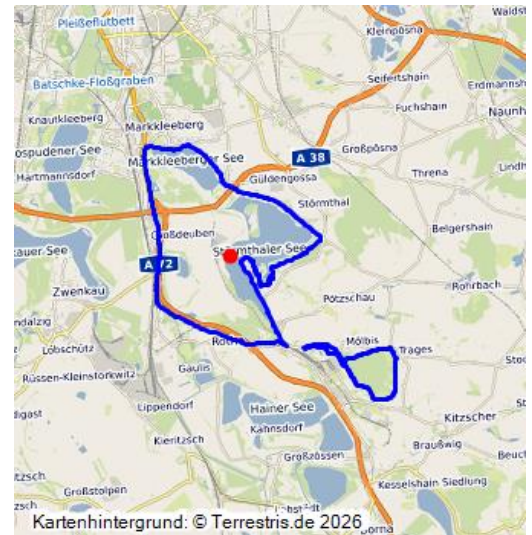 Pleißeflutbett
Waldst
Kleinpösna
Batschke-Floßgraben
Seifertshain
Erdmannsh
Knautkleeberg
Markkleeberg
Fuchshain
Naunh
ospudener See
Markkleeberger See
A 38
Großpösna
Hartmannsdorf
Güldengossa
Threna
Lindh
Störmthal
Großdeuben
Störmthaler See
Belgershain
auer See
A 72
Zwenkau
Rohrbach
ndalzig
Pötzschau
Löbschütz
Rötha
Mölbis
Trages
Stoc
Rüssen-Kleinstorkwitz
Gaulis
Hainer See
Kitzscher
digast
Lippendorf
Kahnsdorf
Braußwig
Kieritzsch
Beuch
tzsch
Großzössen
Kesselshain Siedlung
Großstolpen
Lobstädt
Borna
Kartenhintergrund: © Terrestris.de 2026